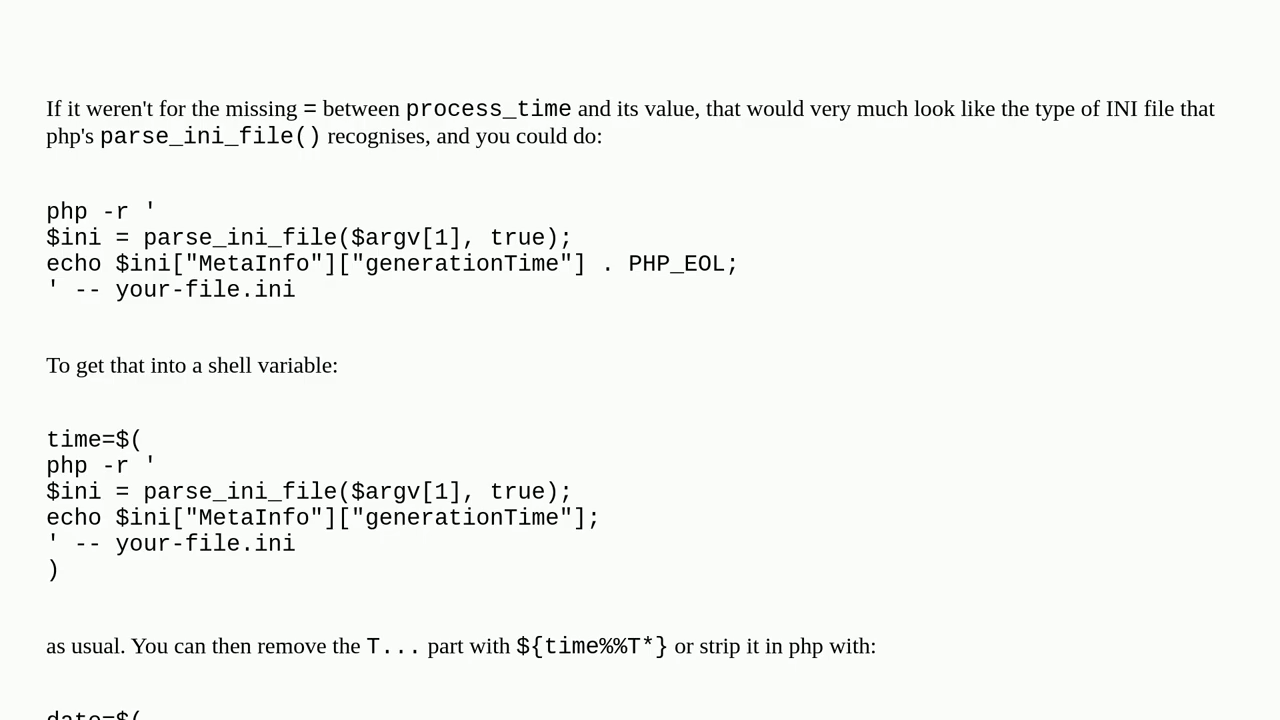 If it weren't for the missing = between process_time and its value, that would very much look like the type of INI file that
php's parse_ini_file() recognises, and you could do:
php -r '
$ini = parse_ini_file($argv[1], true);
echo $ini["MetaInfo"]["generationTime"] . PHP_EOL;
' -- your-file.ini
To get that into a shell variable:
time=$(
php -r '
$ini = parse_ini_file($argv[1], true);
echo $ini["MetaInfo"]["generationTime"];
' -- your-file.ini
)
as usual. You can then remove the T... part with ${time%%T*} or strip it in php with:
date=$(